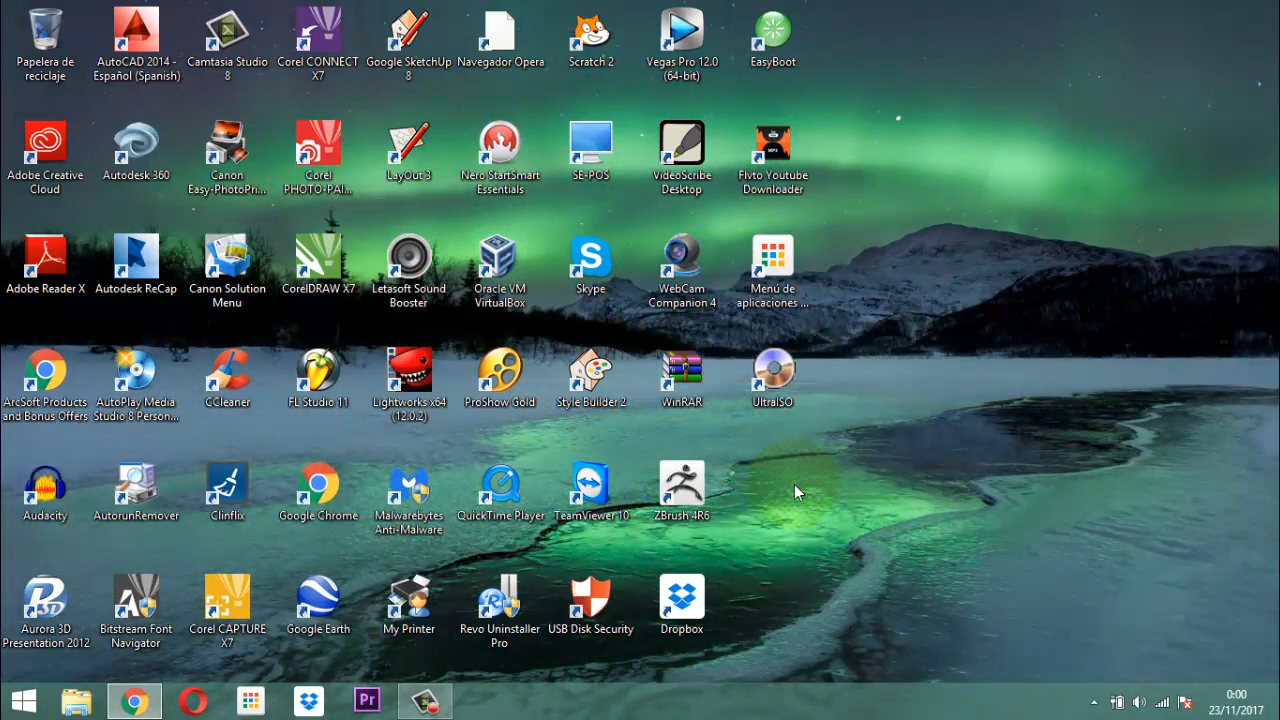 Papelera de
reciclaje
AutoCAD 2014 -
Español (Spanish)
Camtasia Studio
8
Corel CONNECT
X7
Google SketchUp
8
Navegador Opera
Scratch 2
Vegas Pro 12.0
(64-bit)
EasyBoot
Adobe Creative
Cloud
Autodesk 360
Canon
Easy-PhotoPri...
Corel
PHOTO-PAI...
LayOut 3
Nero StartSmart
Essentials
SE-POS
VideoScribe
Desktop
Flvto Youtube
Downloader
Adobe Reader X
Autodesk ReCap
Canon Solution
Menu
CorelDRAW X7
Letasoft Sound
Booster
Oracle VM
VirtualBox
Skype
WebCam
Companion 4
Menú de
aplicaciones ...
ArcSoft Products
and Bonus Offers
AutoPlay Media
Studio 8 Person...
CCleaner
FL Studio 11
Lightworks x64
(12.0.2)
ProShow Gold
Style Builder 2
WinRAR
UltraISO
Audacity
AutorunRemover
Clinflix
Google Chrome
Malwarebytes
Anti-Malware
QuickTime Player
TeamViewer 10
ZBrush 4R6
Aurora 3D
Presentation 2012
Bitstream Font
Navigator
Corel CAPTURE
X7
Google Earth
My Printer
Revo Uninstaller
Pro
USB Disk Security
Dropbox
Pr
0:00
23/11/2017